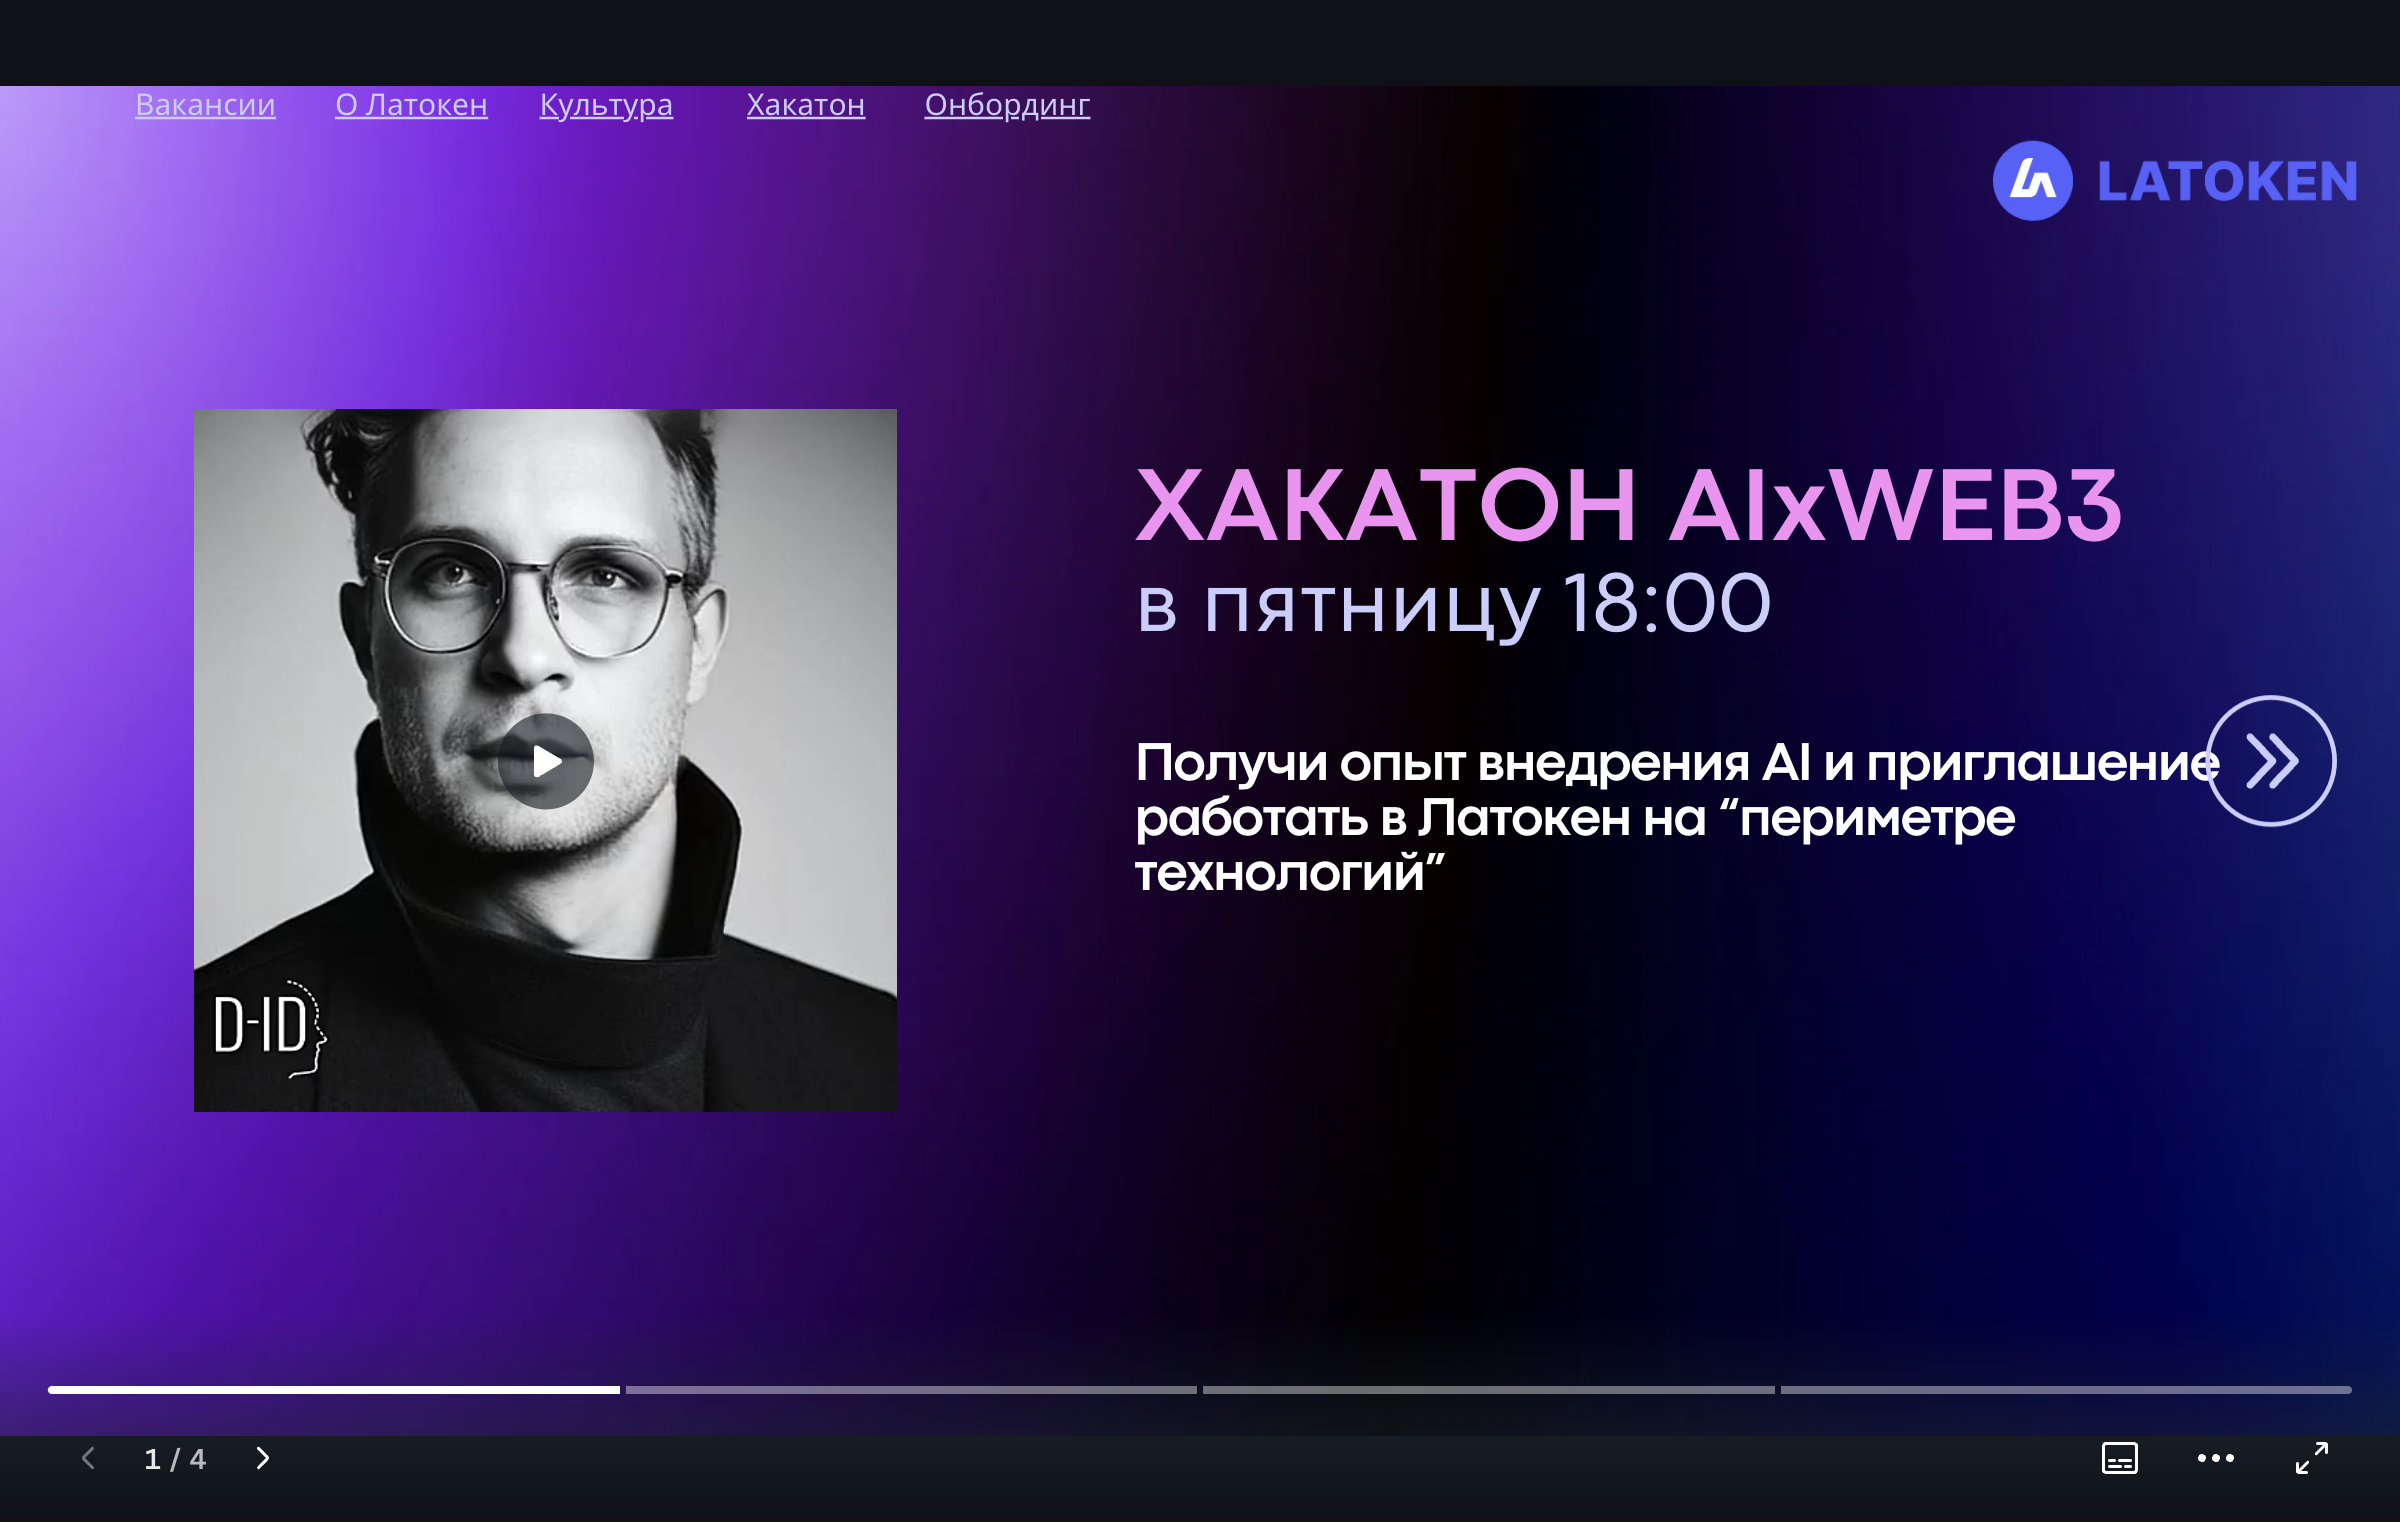 Вакансии О Латокен Культура Хакатон Онбординг
LATOKEN
ХАКАТОН AIxWEB3
в пятницу 18:00
Получи опыт внедрения AI и приглашение
работать в Латокен на “периметре
технологий”
D-ID
1 / 4